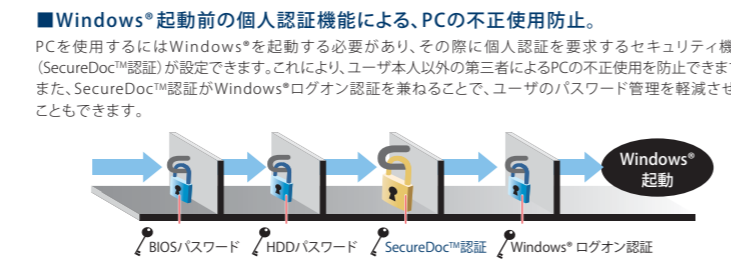 ■Windows®起動前の個人認証機能による、PCの不正使用防止。
PCを使用するにはWindows®を起動する必要があり、その際に個人認証を要求するセキュリティ機
（SecureDoc™認証）が設定できます。これにより、ユーザ本人以外の第三者によるPCの不正使用を防止できます
また、SecureDoc™認証がWindows®ログオン認証を兼ねることで、ユーザのパスワード管理を軽減させ
こともできます。
Windows®
起動
BIOSパスワード HDDパスワード SecureDoc™認証 Windows® ログオン認証